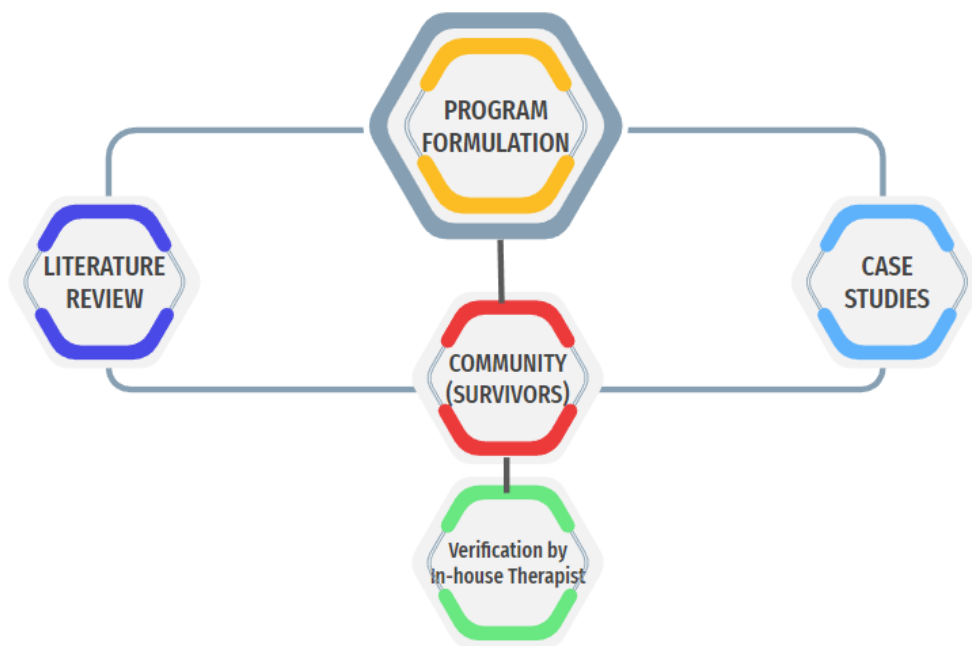 PROGRAM
FORMULATION
LITERATURE
REVIEW
CASE
STUDIES
COMMUNITY
(SURVIVORS)
Verification by
In-house Therapist